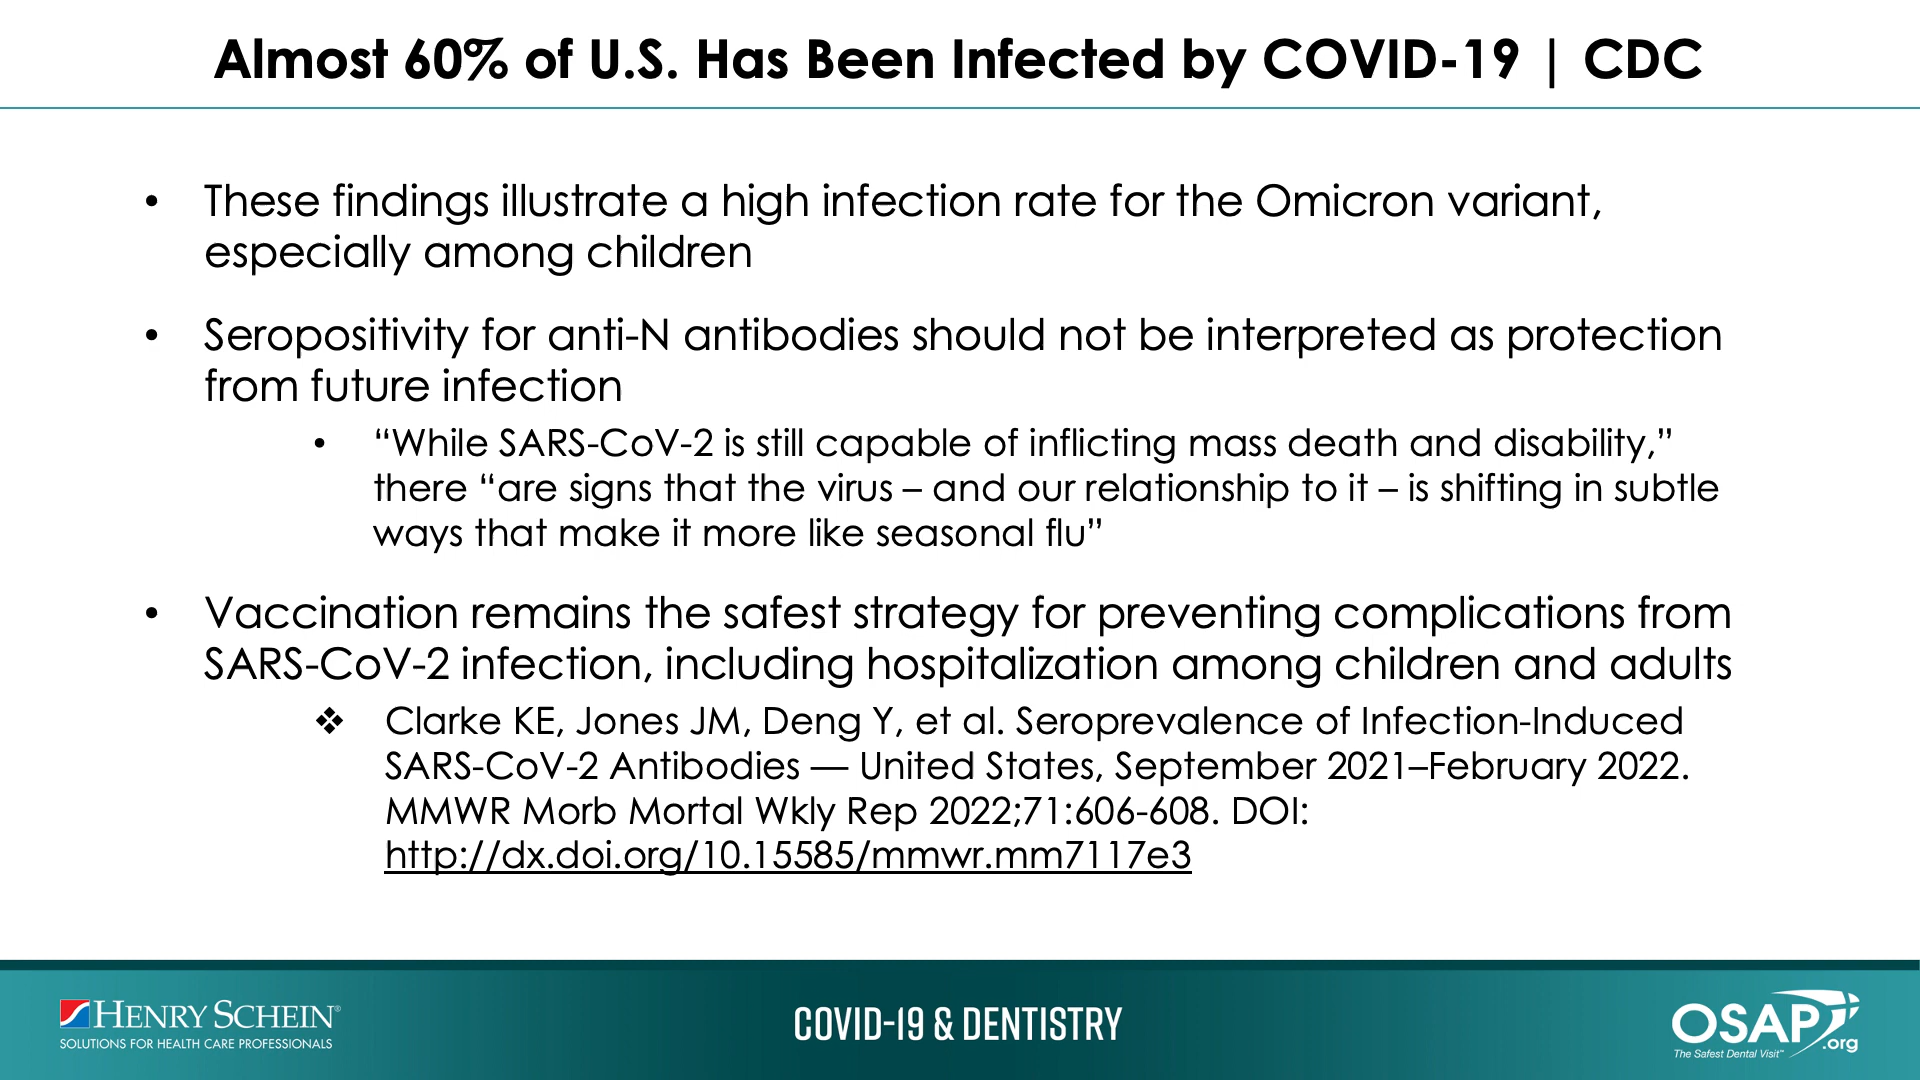 Almost 60% of U.S. Has Been Infected by COVID-19 | CDC
• These findings illustrate a high infection rate for the Omicron variant,
especially among children
• Seropositivity for anti-N antibodies should not be interpreted as protection
from future infection
• “While SARS-CoV-2 is still capable of inflicting mass death and disability,”
there “are signs that the virus – and our relationship to it – is shifting in subtle
ways that make it more like seasonal flu”
• Vaccination remains the safest strategy for preventing complications from
SARS-CoV-2 infection, including hospitalization among children and adults
❖ Clarke KE, Jones JM, Deng Y, et al. Seroprevalence of Infection-Induced
SARS-CoV-2 Antibodies — United States, September 2021–February 2022.
MMWR Morb Mortal Wkly Rep 2022;71:606-608. DOI:
http://dx.doi.org/10.15585/mmwr.mm7117e3
HENRY SCHEIN®
SOLUTIONS FOR HEALTH CARE PROFESSIONALS
COVID-19 & DENTISTRY
OSAP
.org
The Safest Dental Visit™